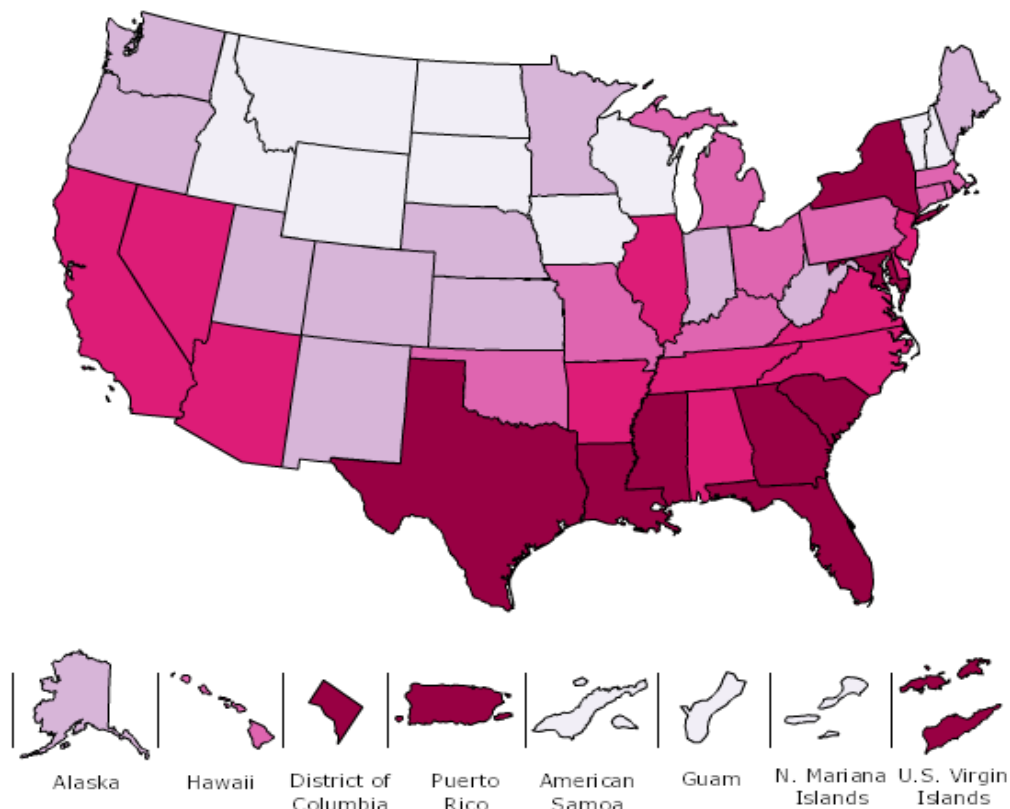 Alaska
Hawaii
District of
Columbia
Puerto
Rico
American
Samoa
Guam
N. Mariana
Islands
U.S. Virgin
Islands